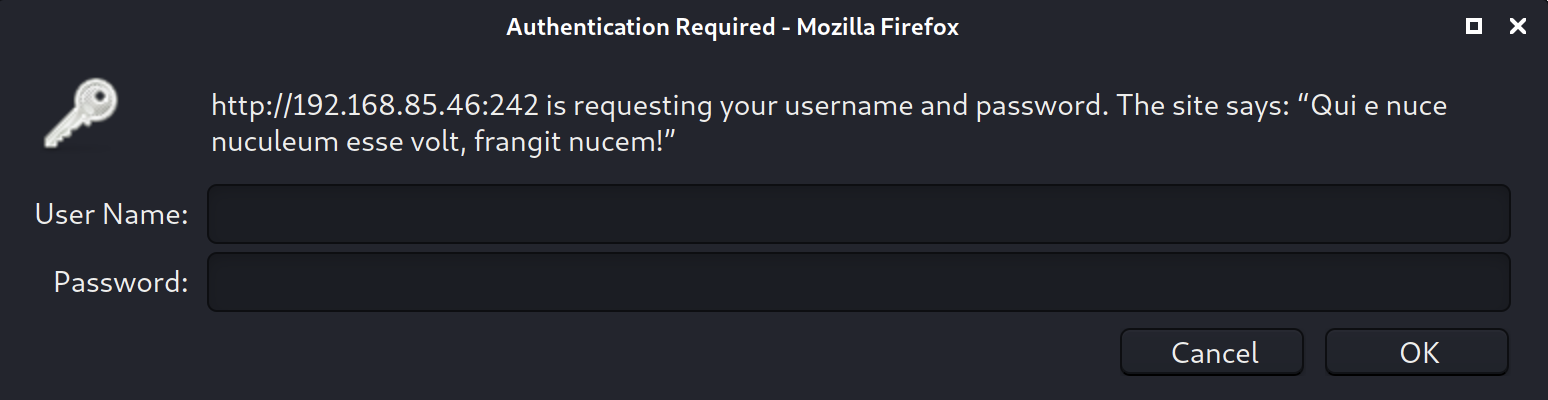 Authentication Required - Mozilla Firefox
http://192.168.85.46:242 is requesting your username and password. The site says: “Qui e nuce
nuculeum esse volt, frangit nucem!”
User Name:
Password:
Cancel OK